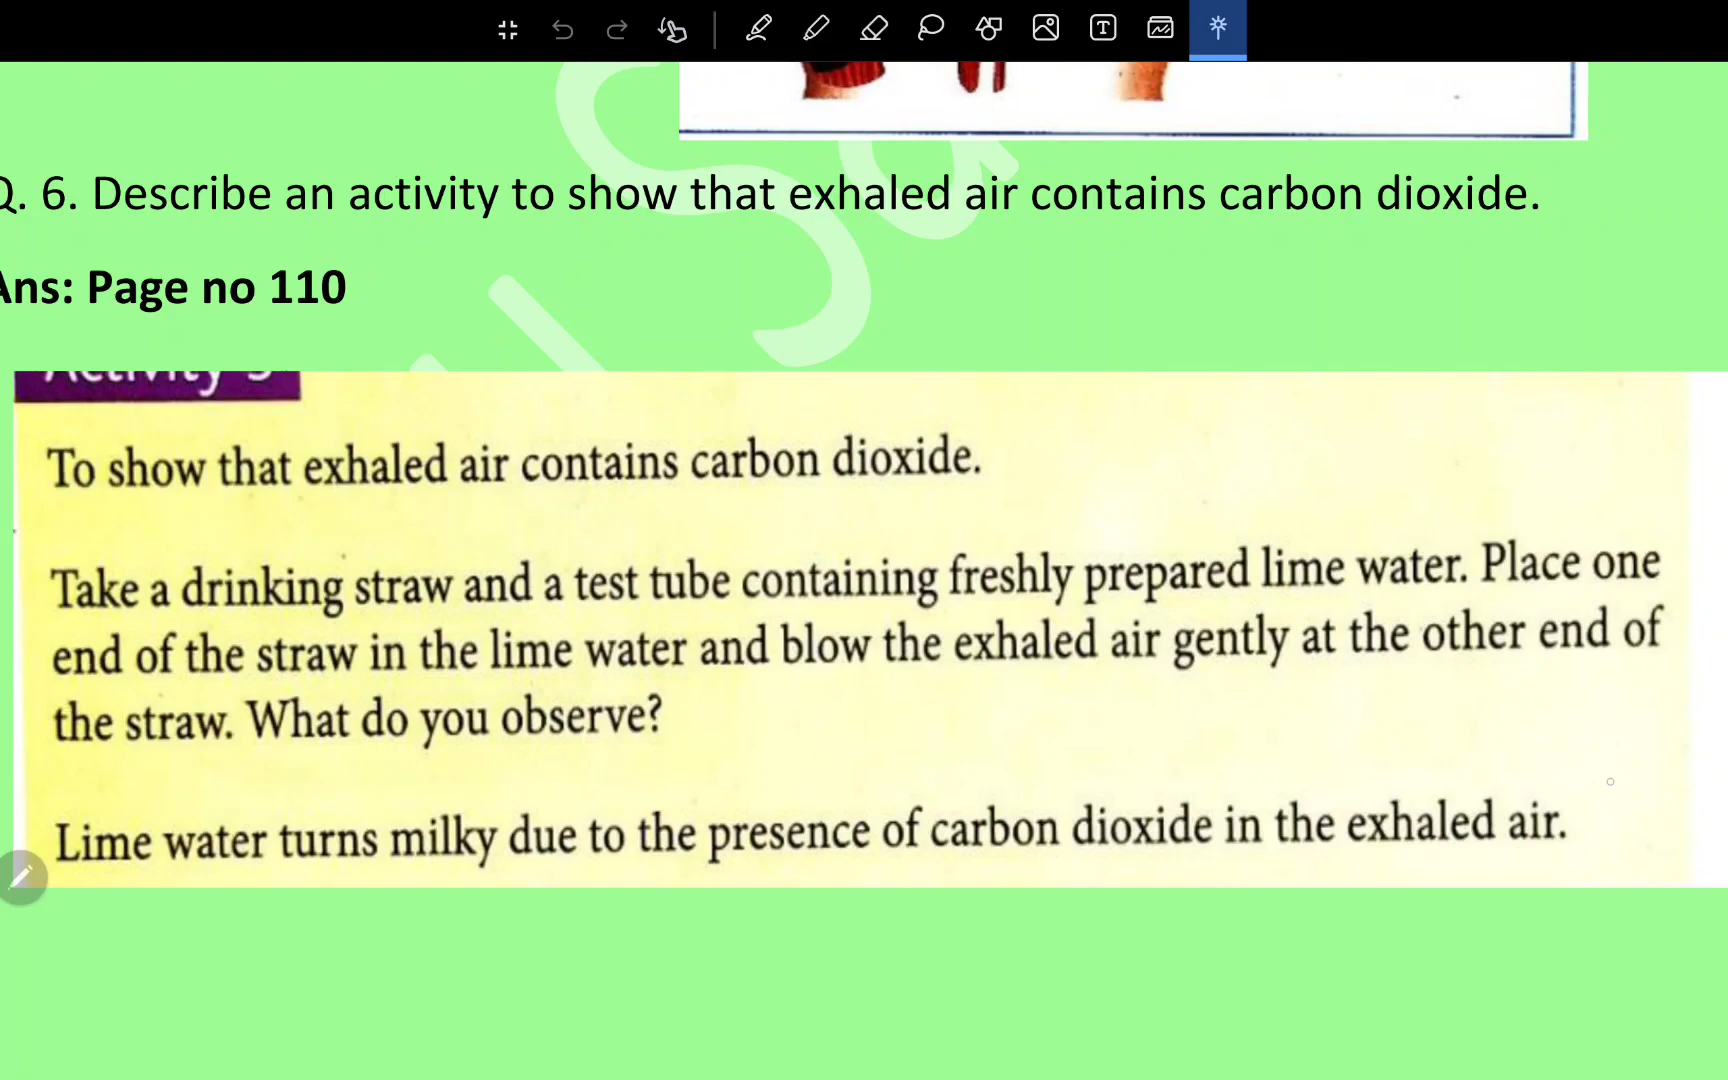 Q. 6. Describe an activity to show that exhaled air contains carbon dioxide.
Ans: Page no 110
Activity
To show that exhaled air contains carbon dioxide.
Take a drinking straw and a test tube containing freshly prepared lime water. Place one
end of the straw in the lime water and blow the exhaled air gently at the other end of
the straw. What do you observe?
Lime water turns milky due to the presence of carbon dioxide in the exhaled air.